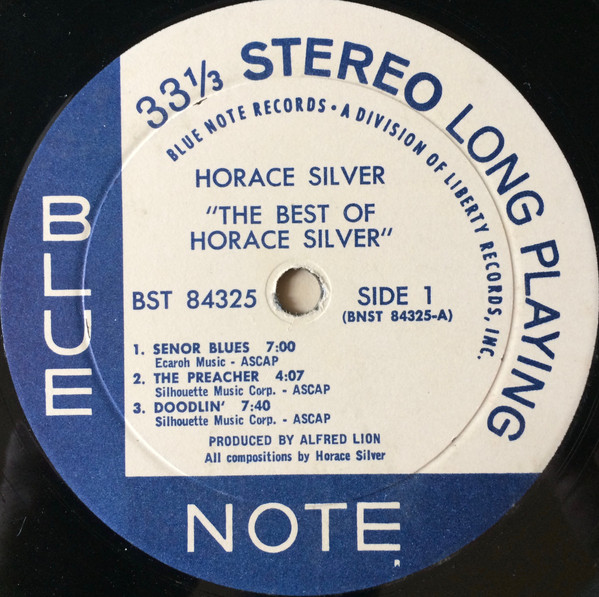 33 1/3 STEREO LONG PLAYING
BLUE NOTE RECORDS • A DIVISION OF LIBERTY RECORDS, INC.
HORACE SILVER
"THE BEST OF
HORACE SILVER"
BST 84325
SIDE 1
(BNST 84325-A)
1. SENOR BLUES 7:00
Ecaroh Music - ASCAP
2. THE PREACHER 4:07
Silhouette Music Corp. - ASCAP
3. DOODLIN' 7:40
Silhouette Music Corp. - ASCAP
PRODUCED BY ALFRED LION
All compositions by Horace Silver
BLUE
NOTE